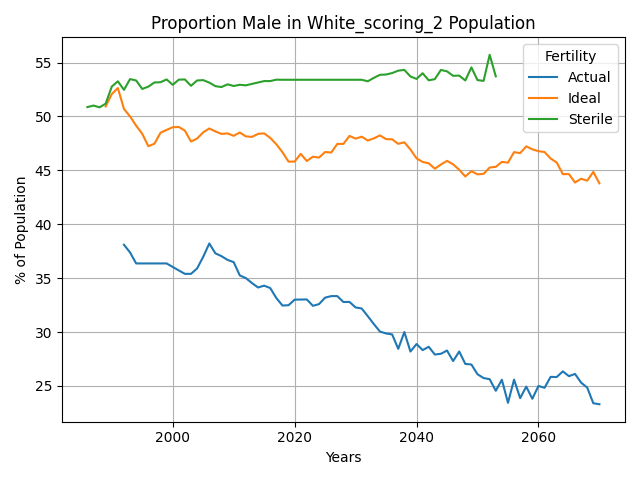 Proportion Male in White_scoring_2 Population
% of Population
55
50
45
40
35
30
25
Fertility
Actual
Ideal
Sterile
2000
2020
2040
2060
Years